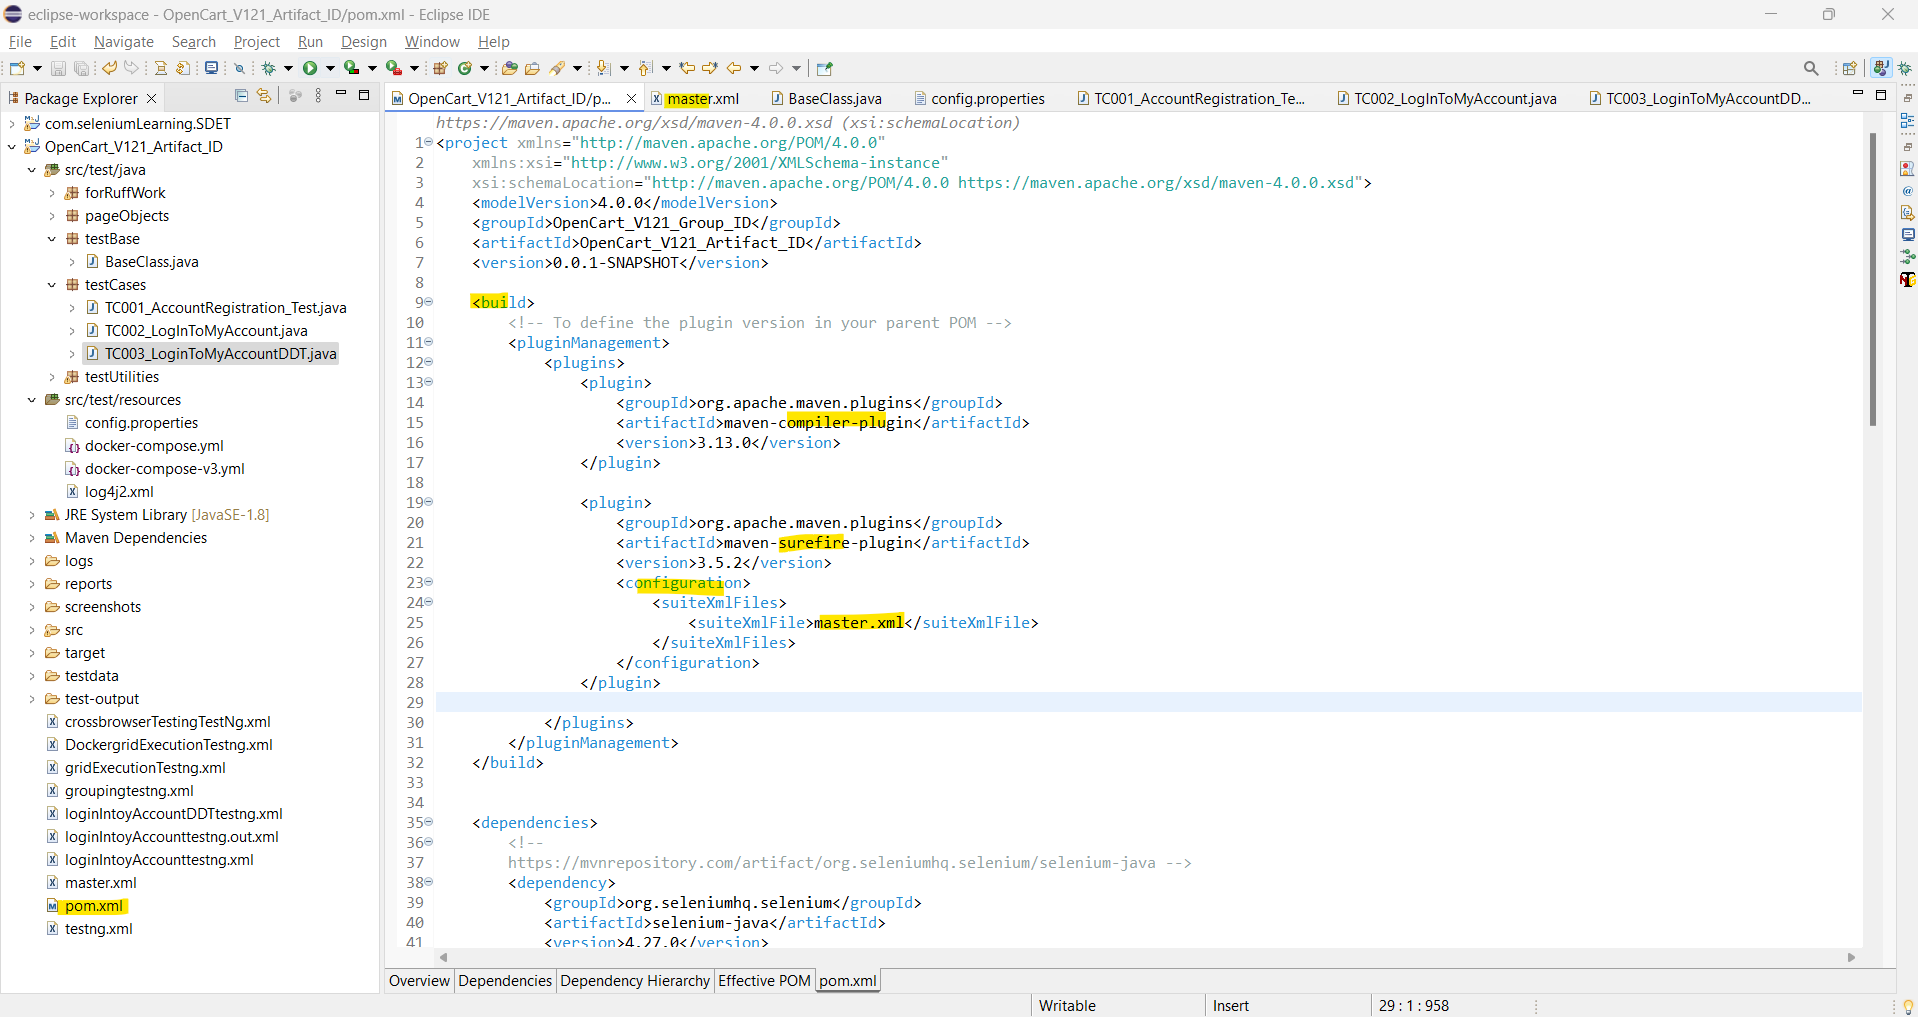 eclipse-workspace - OpenCart_V121_Artifact_ID/pom.xml - Eclipse IDE
File Edit Navigate Search Project Run Design Window Help
Package Explorer
com.seleniumLearning.SDET
OpenCart_V121_Artifact_ID
src/test/java
forRuffWork
pageObjects
testBase
BaseClass.java
testCases
TC001_AccountRegistration_Test.java
TC002_LogInToMyAccount.java
TC003_LoginToMyAccountDDT.java
testUtilities
src/test/resources
config.properties
docker-compose.yml
docker-compose-v3.yml
log4j2.xml
JRE System Library [JavaSE-1.8]
Maven Dependencies
logs
reports
screenshots
src
target
testdata
test-output
crossbrowserTestingTestNg.xml
DockergridExecutionTestng.xml
gridExecutionTestng.xml
groupingtestng.xml
loginIntoyAccountDDTtestng.xml
loginIntoyAccounttestng.out.xml
loginIntoyAccounttestng.xml
master.xml
pom.xml
testng.xml
OpenCart_V121_Artifact_ID/p... master.xml BaseClass.java config.properties TC001_AccountRegistration_Te... TC002_LogInToMyAccount.java TC003_LoginToMyAccountDD...
https://maven.apache.org/xsd/maven-4.0.0.xsd (xsi:schemaLocation)
1 <project xmlns="http://maven.apache.org/POM/4.0.0"
2 xmlns:xsi="http://www.w3.org/2001/XMLSchema-instance"
3 xsi:schemaLocation="http://maven.apache.org/POM/4.0.0 https://maven.apache.org/xsd/maven-4.0.0.xsd">
4 <modelVersion>4.0.0</modelVersion>
5 <groupId>OpenCart_V121_Group_ID</groupId>
6 <artifactId>OpenCart_V121_Artifact_ID</artifactId>
7 <version>0.0.1-SNAPSHOT</version>
8
9 <build>
10 <!-- To define the plugin version in your parent POM -->
11 <pluginManagement>
12 <plugins>
13 <plugin>
14 <groupId>org.apache.maven.plugins</groupId>
15 <artifactId>maven-compiler-plugin</artifactId>
16 <version>3.13.0</version>
17 </plugin>
18
19 <plugin>
20 <groupId>org.apache.maven.plugins</groupId>
21 <artifactId>maven-surefire-plugin</artifactId>
22 <version>3.5.2</version>
23 <configuration>
24 <suiteXmlFiles>
25 <suiteXmlFile>master.xml</suiteXmlFile>
26 </suiteXmlFiles>
27 </configuration>
28 </plugin>
29
30 </plugins>
31 </pluginManagement>
32 </build>
33
34
35 <dependencies>
36 <!--
37 https://mvnrepository.com/artifact/org.seleniumhq.selenium/selenium-java -->
38 <dependency>
39 <groupId>org.seleniumhq.selenium</groupId>
40 <artifactId>selenium-java</artifactId>
41 <version>4.27.0</version>
Overview Dependencies Dependency Hierarchy Effective POM pom.xml
Writable Insert 29 : 1 : 958